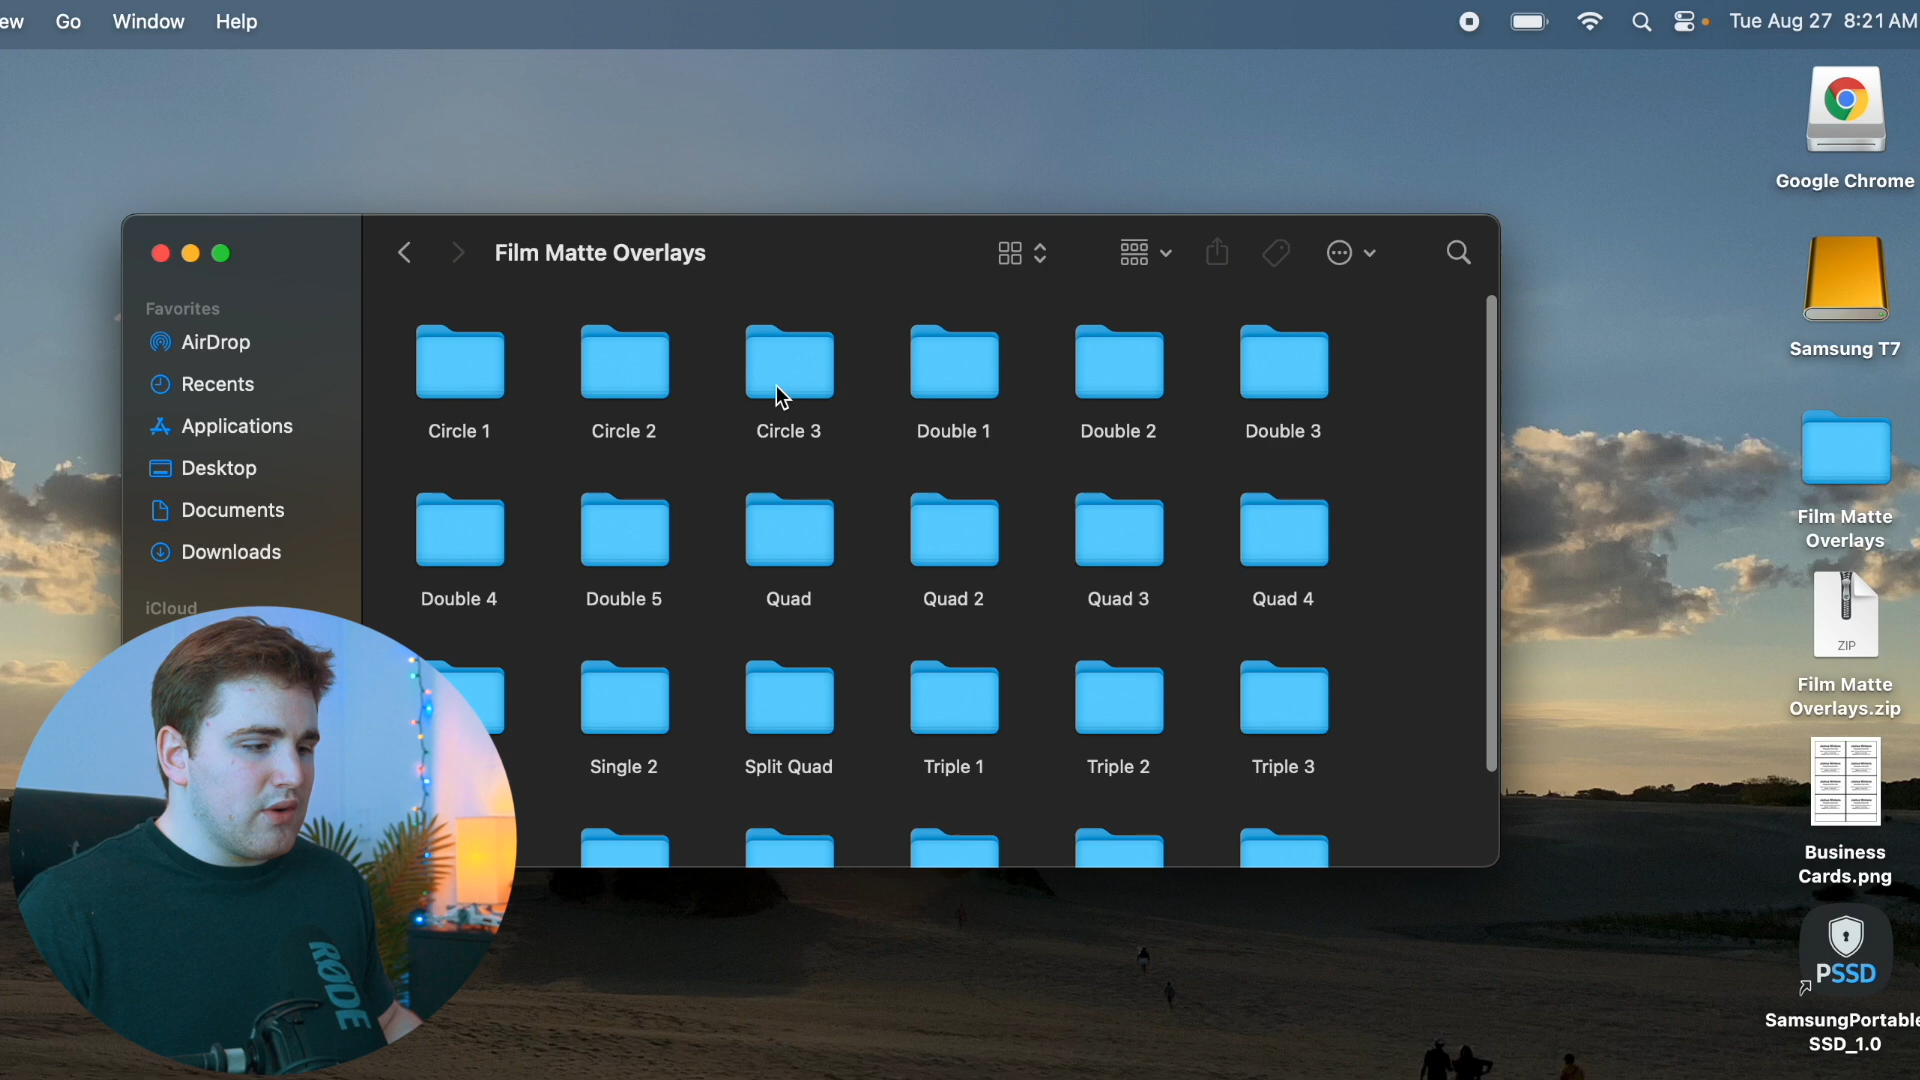 ew Go Window Help Tue Aug 27 8:21 AM
Google Chrome
Samsung T7
Film Matte
Overlays
ZIP
Film Matte
Overlays.zip
Business
Cards.png
PSSD
SamsungPortable
SSD_1.0
Film Matte Overlays
Favorites
AirDrop
Recents
Applications
Desktop
Documents
Downloads
iCloud
Circle 1 Circle 2 Circle 3 Double 1 Double 2 Double 3
Double 4 Double 5 Quad Quad 2 Quad 3 Quad 4
Single 2 Split Quad Triple 1 Triple 2 Triple 3
RØDE